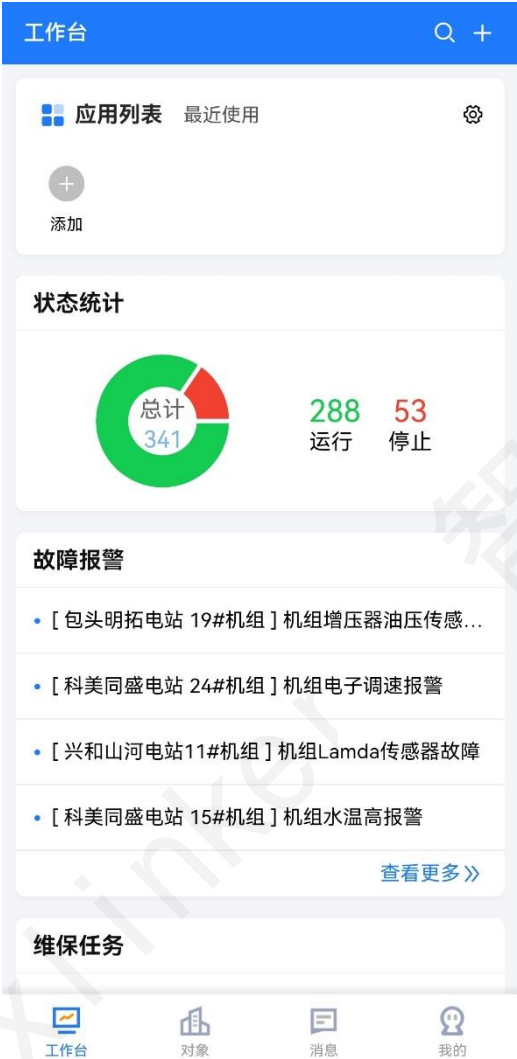 工作台
应用列表 最近使用
添加
状态统计
总计
341
288 53
运行 停止
故障报警
• [ 包头明拓电站 19#机组 ] 机组增压器油压传感...
• [ 科美同盛电站 24#机组 ] 机组电子调速报警
• [ 兴和山河电站11#机组 ] 机组Lamda传感器故障
• [ 科美同盛电站 15#机组 ] 机组水温高报警
查看更多
维保任务
工作台 对象 消息 我的
xiinker
智